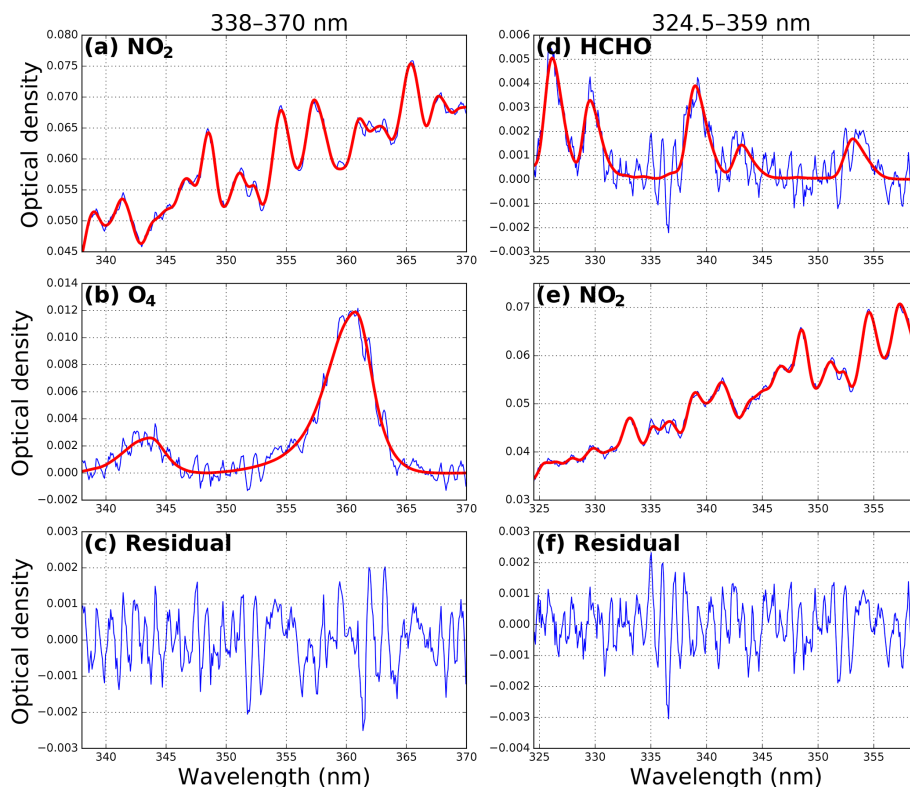 338–370 nm
324.5–359 nm
(a) NO₂
0.080
0.075
0.070
0.065
0.060
0.055
0.050
0.045
Optical density
340 345 350 355 360 365 370
(d) HCHO
0.006
0.005
0.004
0.003
0.002
0.001
0.000
−0.001
−0.002
−0.003
325 330 335 340 345 350 355
(b) O₄
0.014
0.012
0.010
0.008
0.006
0.004
0.002
0.000
−0.002
Optical density
340 345 350 355 360 365 370
(e) NO₂
0.07
0.06
0.05
0.04
0.03
325 330 335 340 345 350 355
(c) Residual
0.003
0.002
0.001
0.000
−0.001
−0.002
−0.003
Optical density
340 345 350 355 360 365 370
Wavelength (nm)
(f) Residual
0.003
0.002
0.001
0.000
−0.001
−0.002
−0.003
−0.004
325 330 335 340 345 350 355
Wavelength (nm)